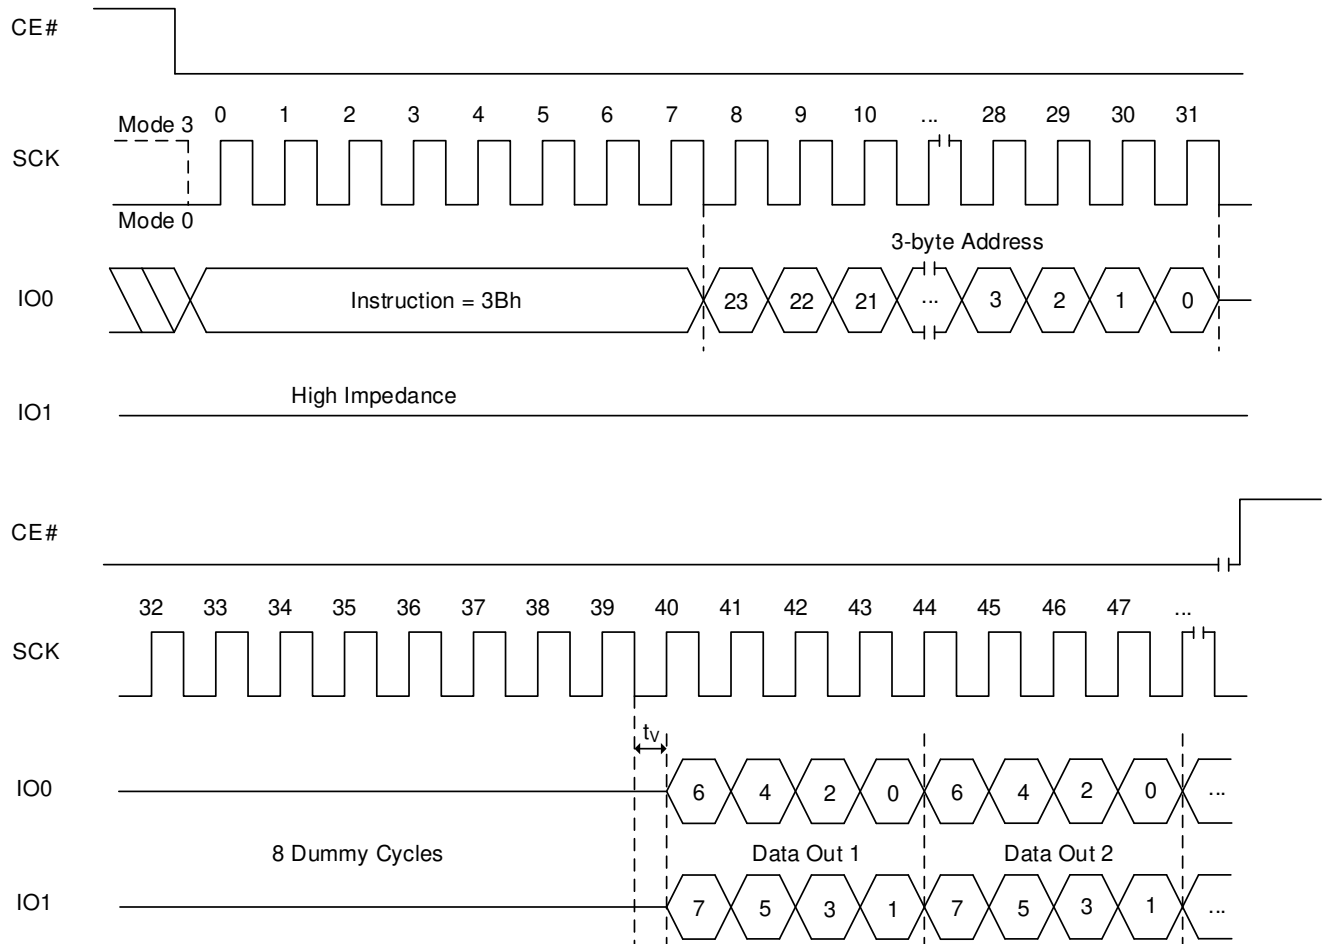 CE#
Mode 3 0 1 2 3 4 5 6 7 8 9 10 ... 28 29 30 31
SCK
Mode 0
3-byte Address
IO0 Instruction = 3Bh 23 22 21 ... 3 2 1 0
High Impedance
IO1
CE#
32 33 34 35 36 37 38 39 40 41 42 43 44 45 46 47 ...
SCK
tV
IO0 6 4 2 0 6 4 2 0 ...
8 Dummy Cycles Data Out 1 Data Out 2
IO1 7 5 3 1 7 5 3 1 ...